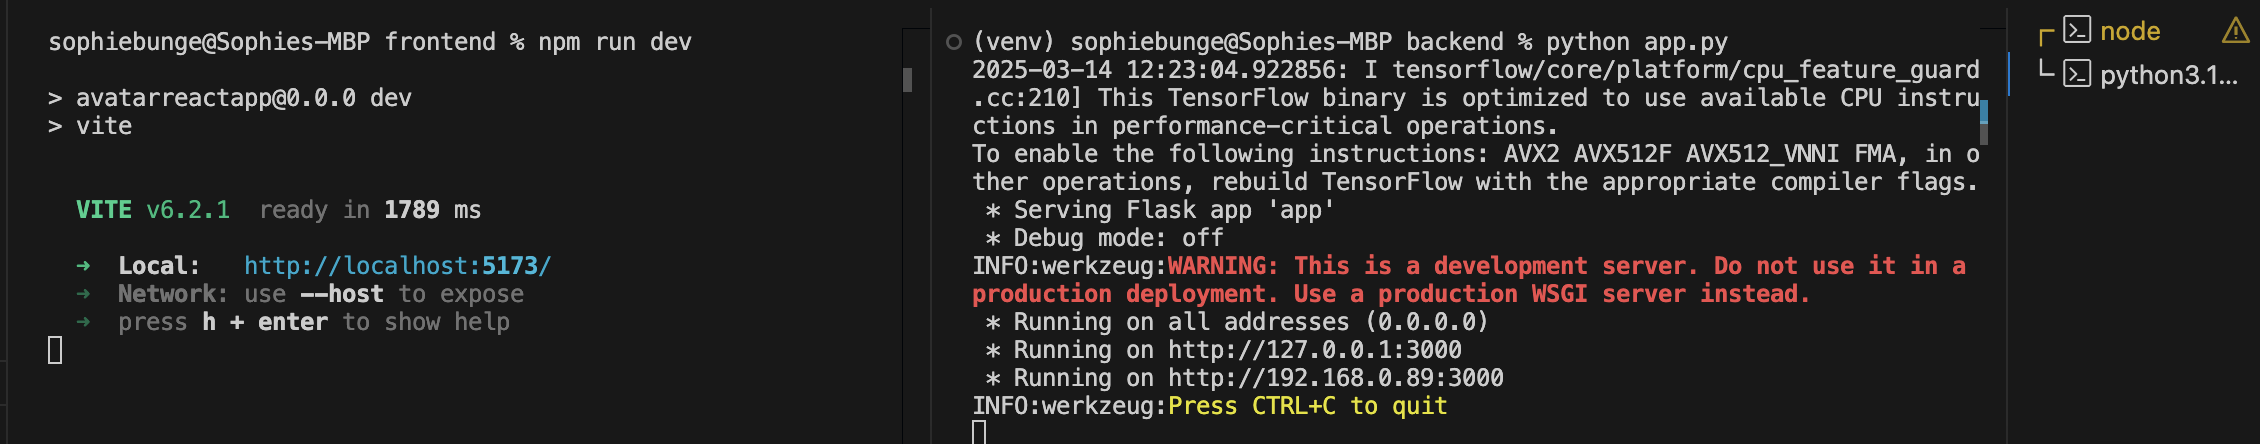 sophiebunge@Sophies-MBP frontend % npm run dev
> avatarreactapp@0.0.0 dev
> vite
VITE v6.2.1 ready in 1789 ms
➜ Local: http://localhost:5173/
➜ Network: use --host to expose
➜ press h + enter to show help
(venv) sophiebunge@Sophies-MBP backend % python app.py
2025-03-14 12:23:04.922856: I tensorflow/core/platform/cpu_feature_guard
.cc:210] This TensorFlow binary is optimized to use available CPU instru
ctions in performance-critical operations.
To enable the following instructions: AVX2 AVX512F AVX512_VNNI FMA, in o
ther operations, rebuild TensorFlow with the appropriate compiler flags.
* Serving Flask app 'app'
* Debug mode: off
INFO:werkzeug:WARNING: This is a development server. Do not use it in a
production deployment. Use a production WSGI server instead.
* Running on all addresses (0.0.0.0)
* Running on http://127.0.0.1:3000
* Running on http://192.168.0.89:3000
INFO:werkzeug:Press CTRL+C to quit
node
python3.1...